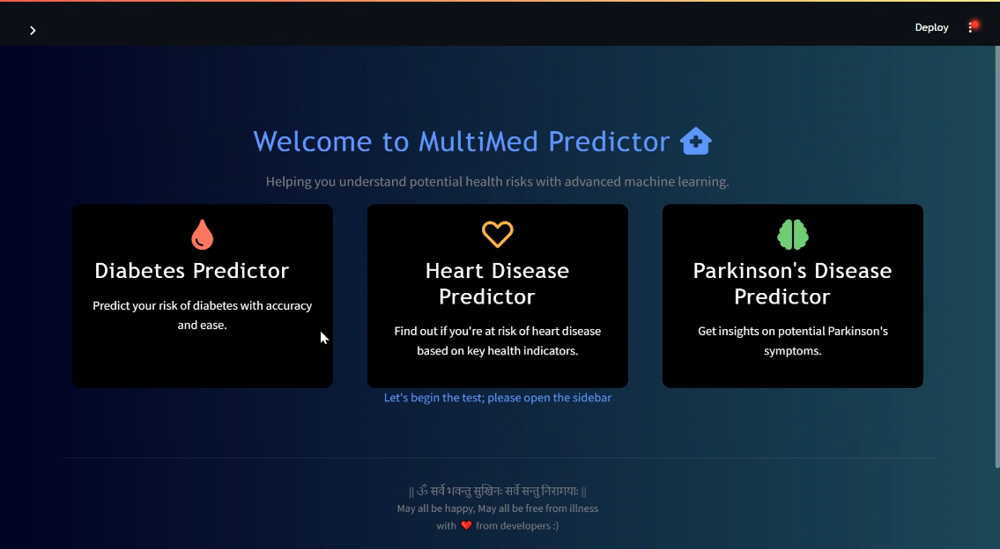 Deploy
Welcome to MultiMed Predictor
Helping you understand potential health risks with advanced machine learning.
Diabetes Predictor
Predict your risk of diabetes with accuracy
and ease.
Heart Disease
Predictor
Find out if you're at risk of heart disease
based on key health indicators.
Parkinson's Disease
Predictor
Get insights on potential Parkinson's
symptoms.
Let's begin the test; please open the sidebar
|| ॐ सर्वे भवन्तु सुखिनः सर्वे सन्तु निरामयाः ||
May all be happy, May all be free from illness
with ❤️ from developers :)